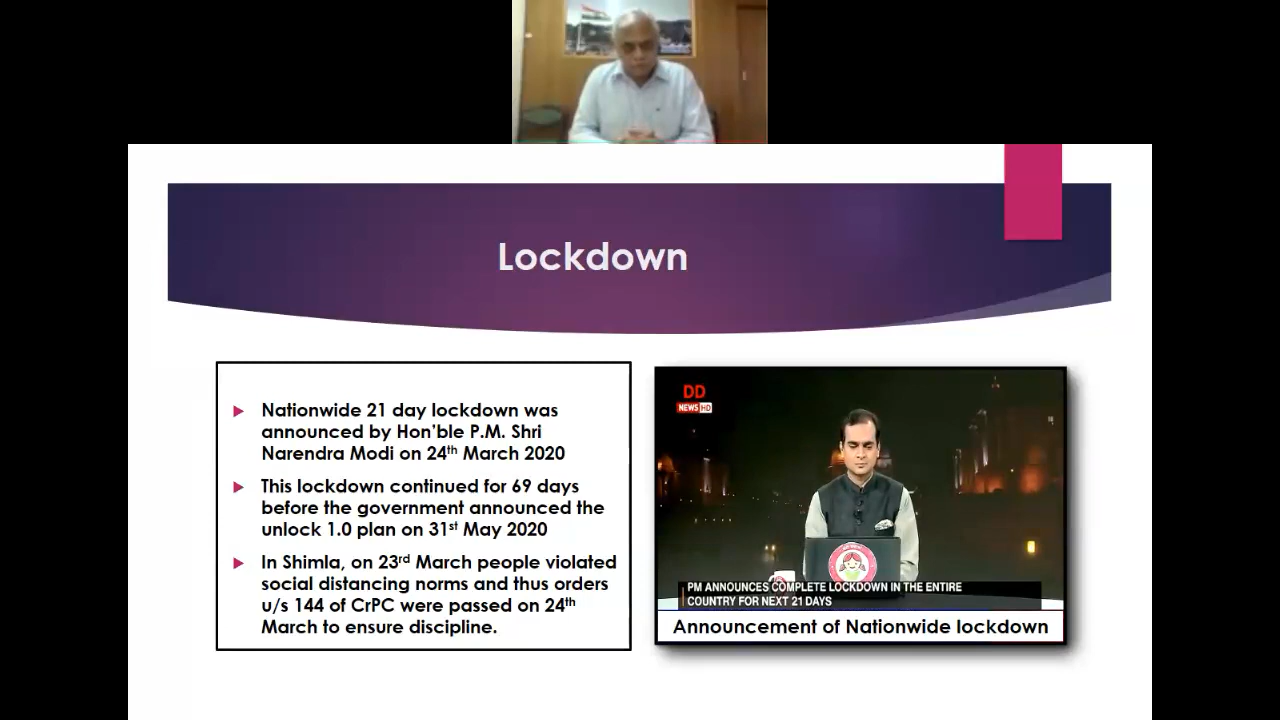 Lockdown
Nationwide 21 day lockdown was
announced by Hon'ble P.M. Shri
Narendra Modi on 24th March 2020
This lockdown continued for 69 days
before the government announced the
unlock 1.0 plan on 31st May 2020
In Shimla, on 23rd March people violated
social distancing norms and thus orders
u/s 144 of CrPC were passed on 24th
March to ensure discipline.
DD
NEWS HD
PM ANNOUNCES COMPLETE LOCKDOWN IN THE ENTIRE
COUNTRY FOR NEXT 21 DAYS
Announcement of Nationwide lockdown